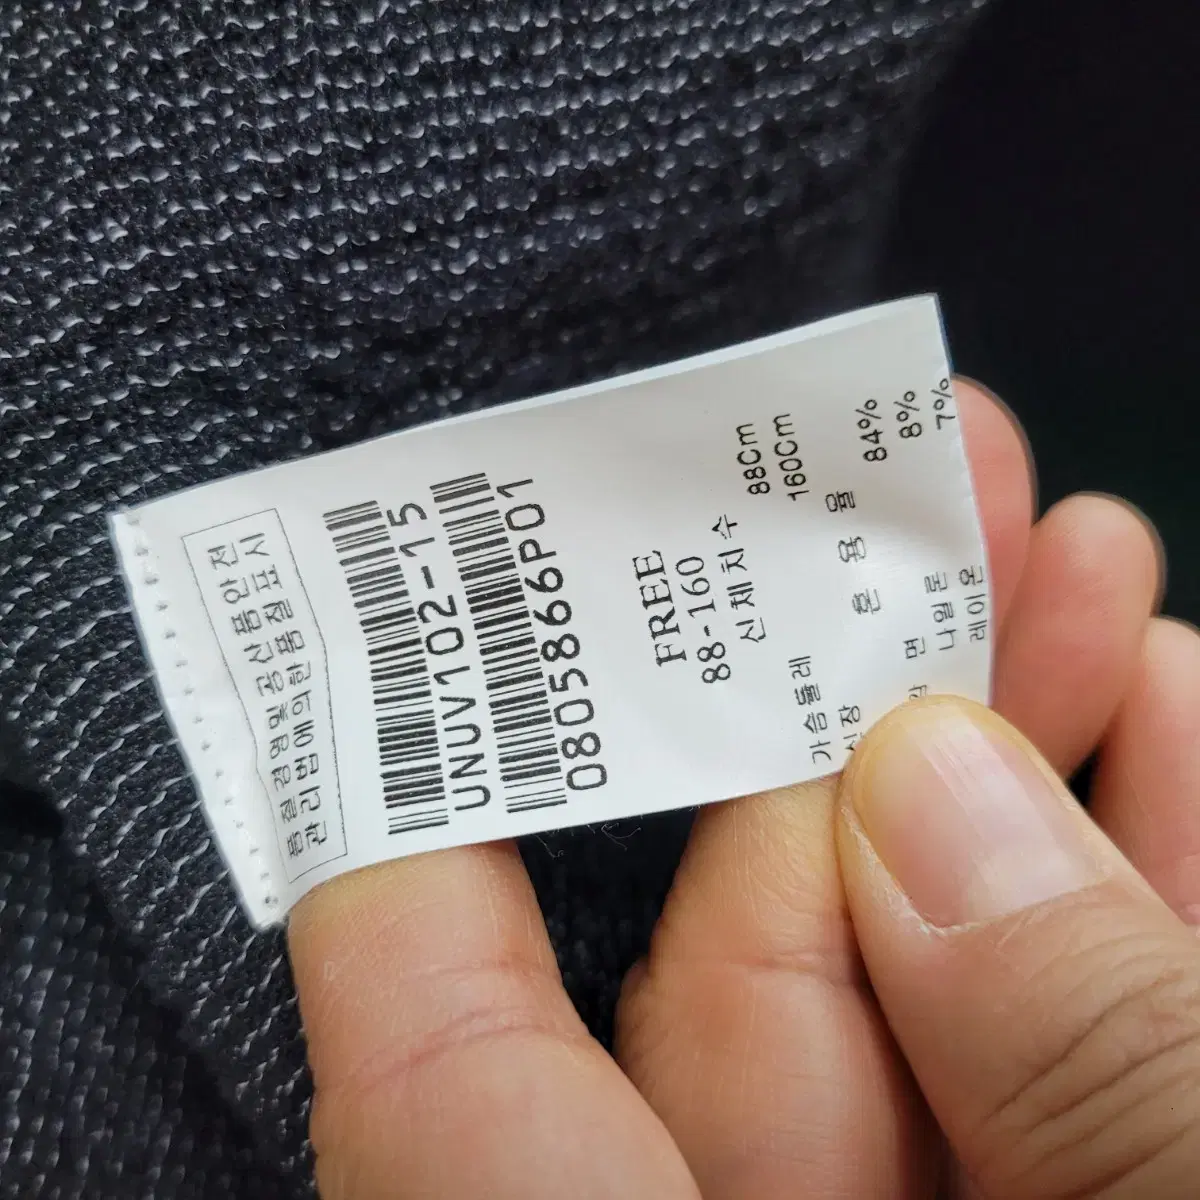 품질경영및공산품안전
관리법에의한품질표시
UNUV102-15
0805866P01
FREE
88-160
신체치수
가슴둘레 88Cm
신장 160Cm
혼용율
면 84%
나일론 8%
레이온 7%